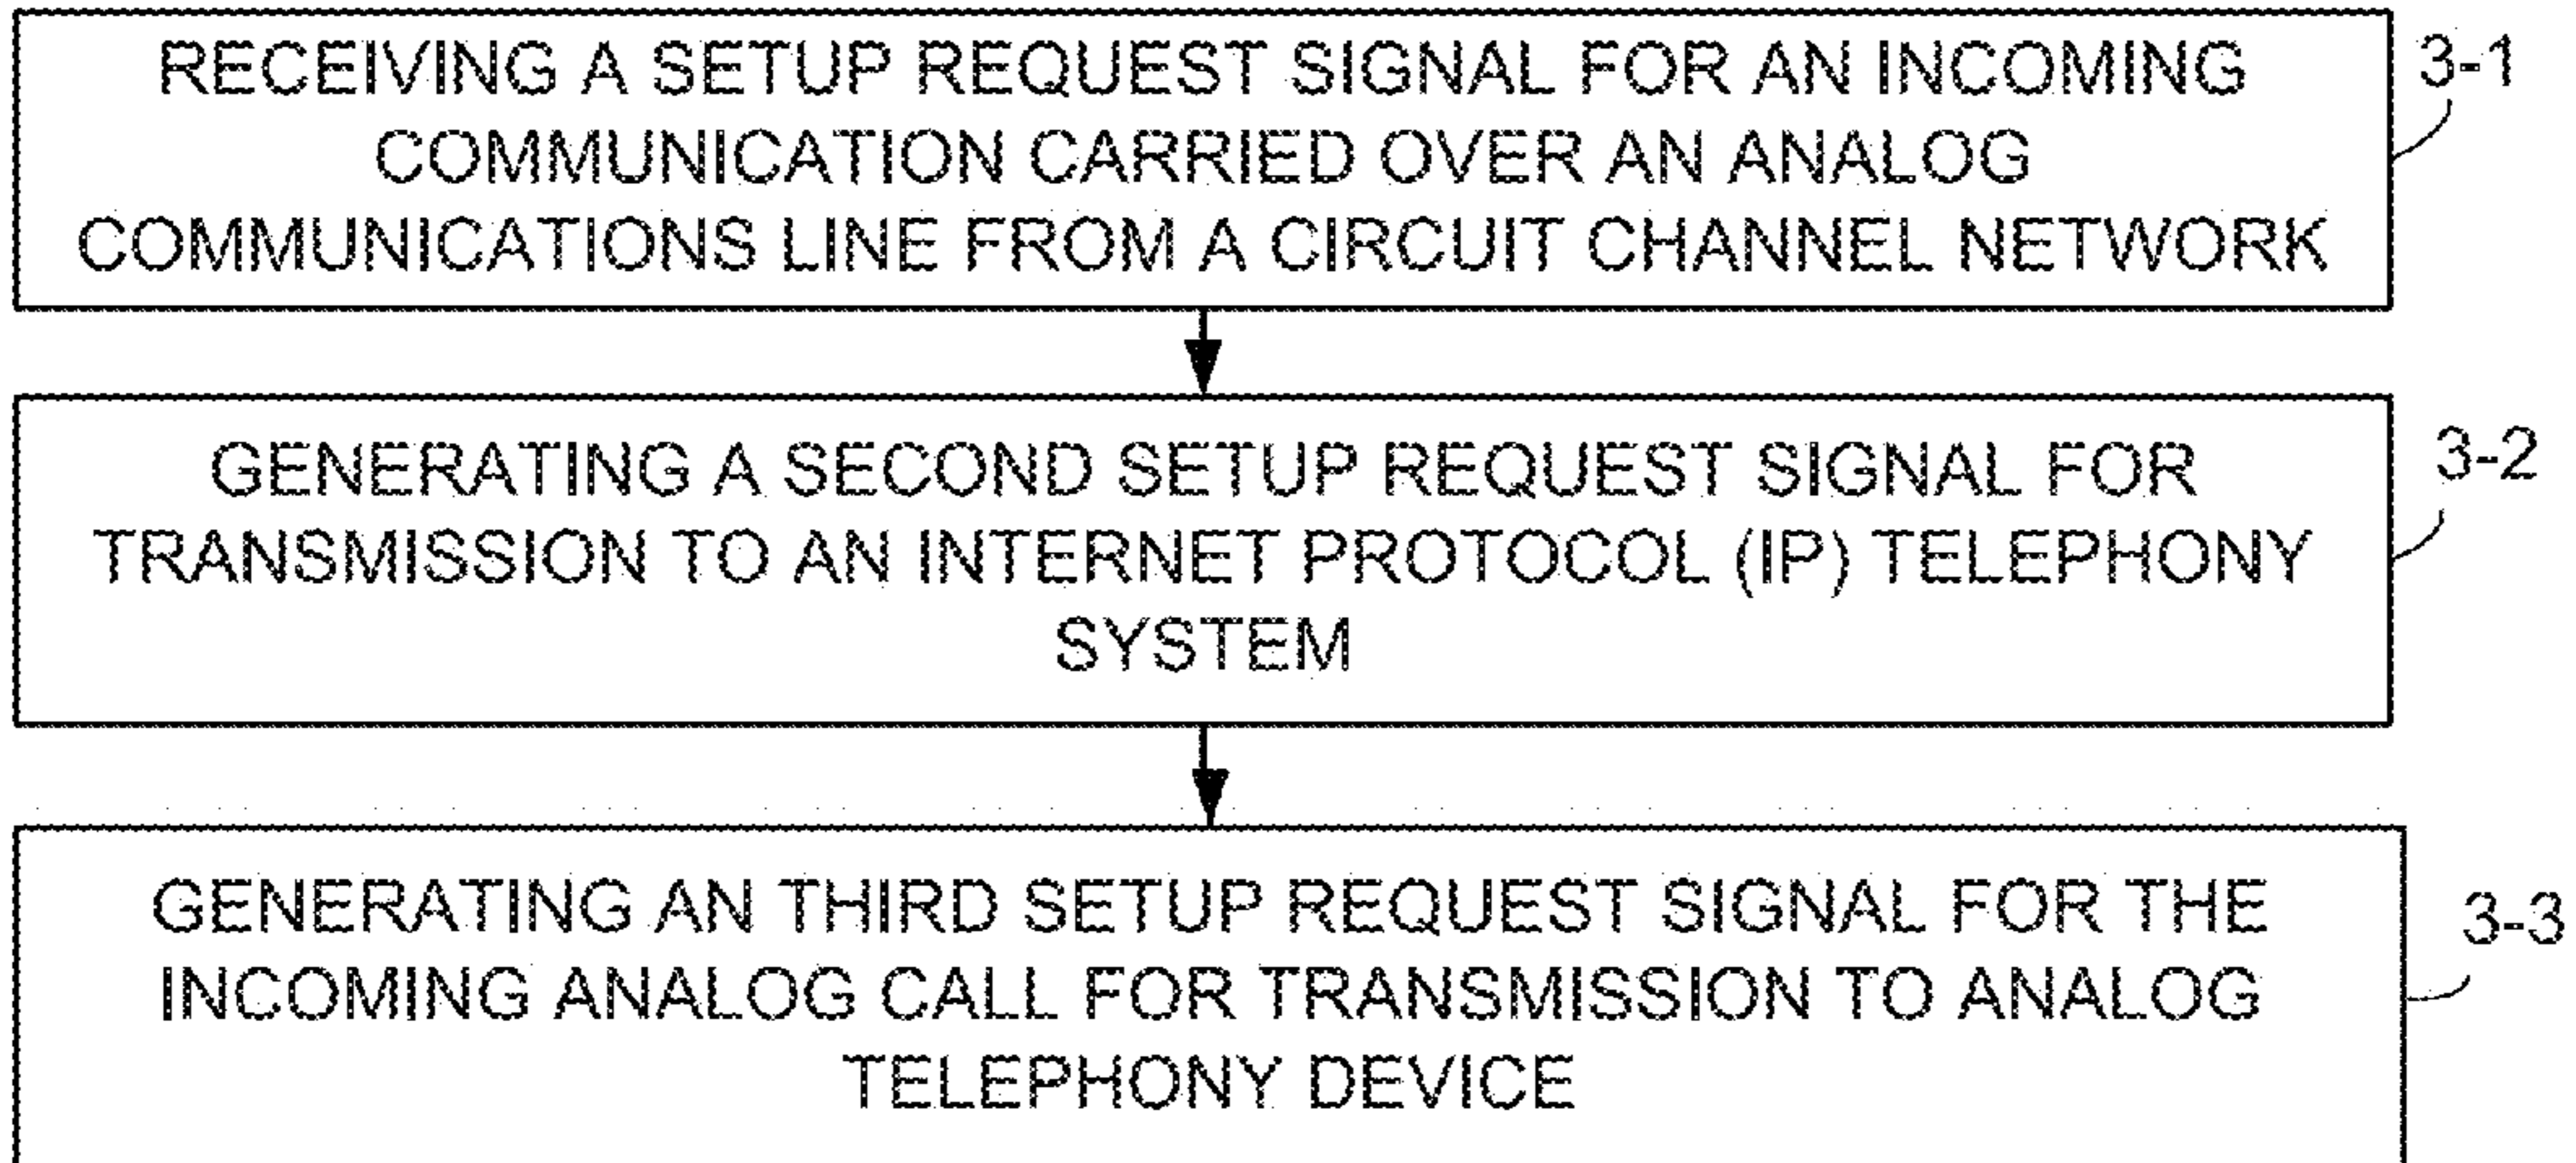 RECEIVING A SETUP REQUEST SIGNAL FOR AN INCOMING
COMMUNICATION CARRIED OVER AN ANALOG
COMMUNICATIONS LINE FROM A CIRCUIT CHANNEL NETWORK
3-1
GENERATING A SECOND SETUP REQUEST SIGNAL FOR
TRANSMISSION TO AN INTERNET PROTOCOL (IP) TELEPHONY
SYSTEM
3-2
GENERATING AN THIRD SETUP REQUEST SIGNAL FOR THE
INCOMING ANALOG CALL FOR TRANSMISSION TO ANALOG
TELEPHONY DEVICE
3-3